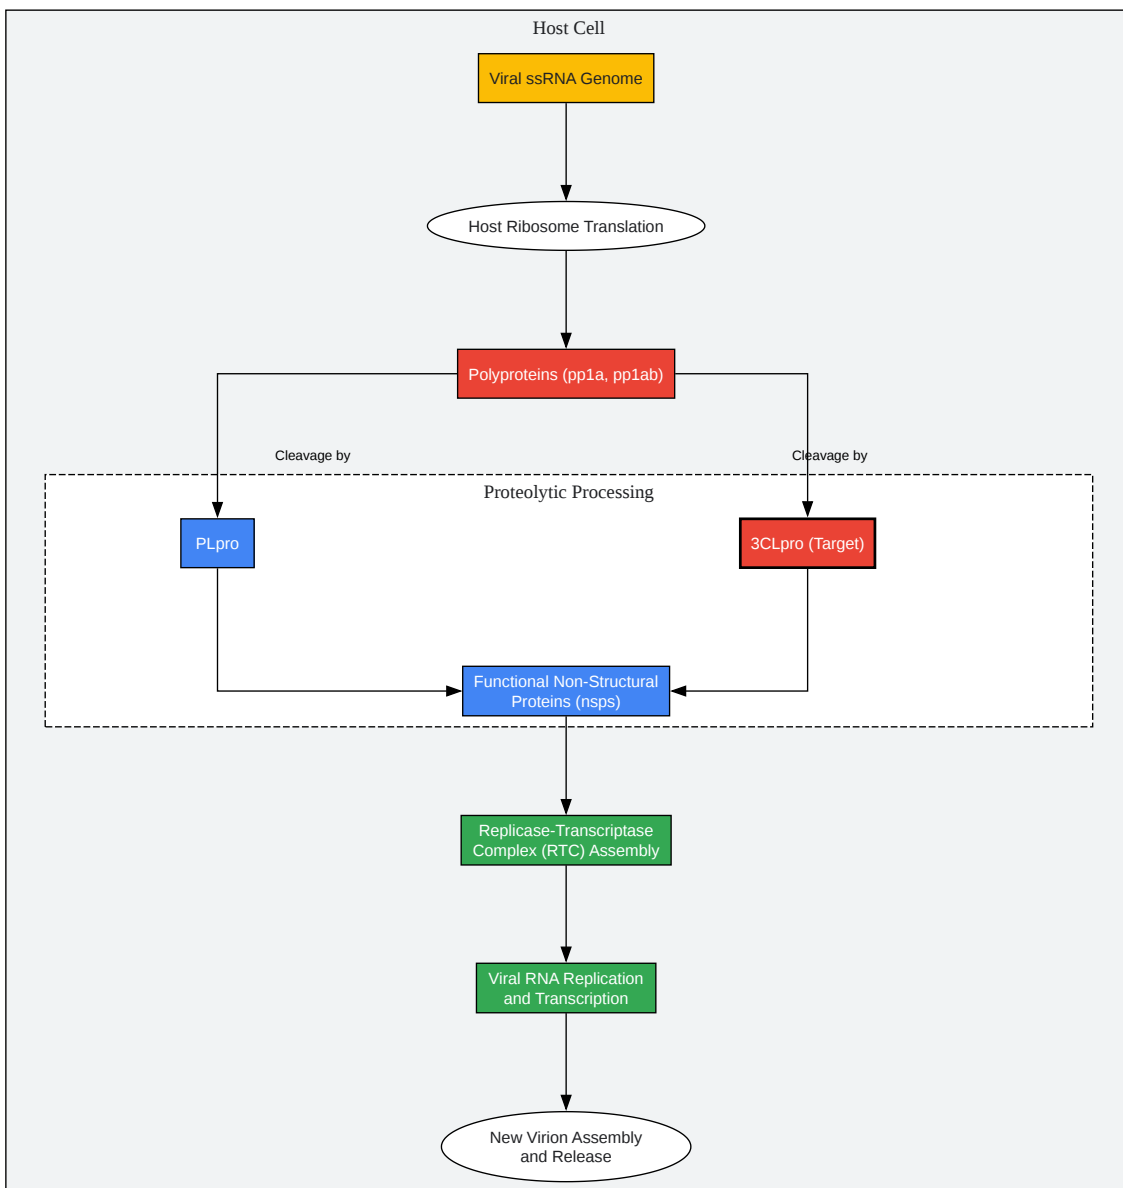 Host Cell
Viral ssRNA Genome
Host Ribosome Translation
Polyproteins (pp1a, pp1ab)
Cleavage by
Cleavage by
Proteolytic Processing
PLpro
3CLpro (Target)
Functional Non-Structural
Proteins (nsps)
Replicase-Transcriptase
Complex (RTC) Assembly
Viral RNA Replication
and Transcription
New Virion Assembly
and Release